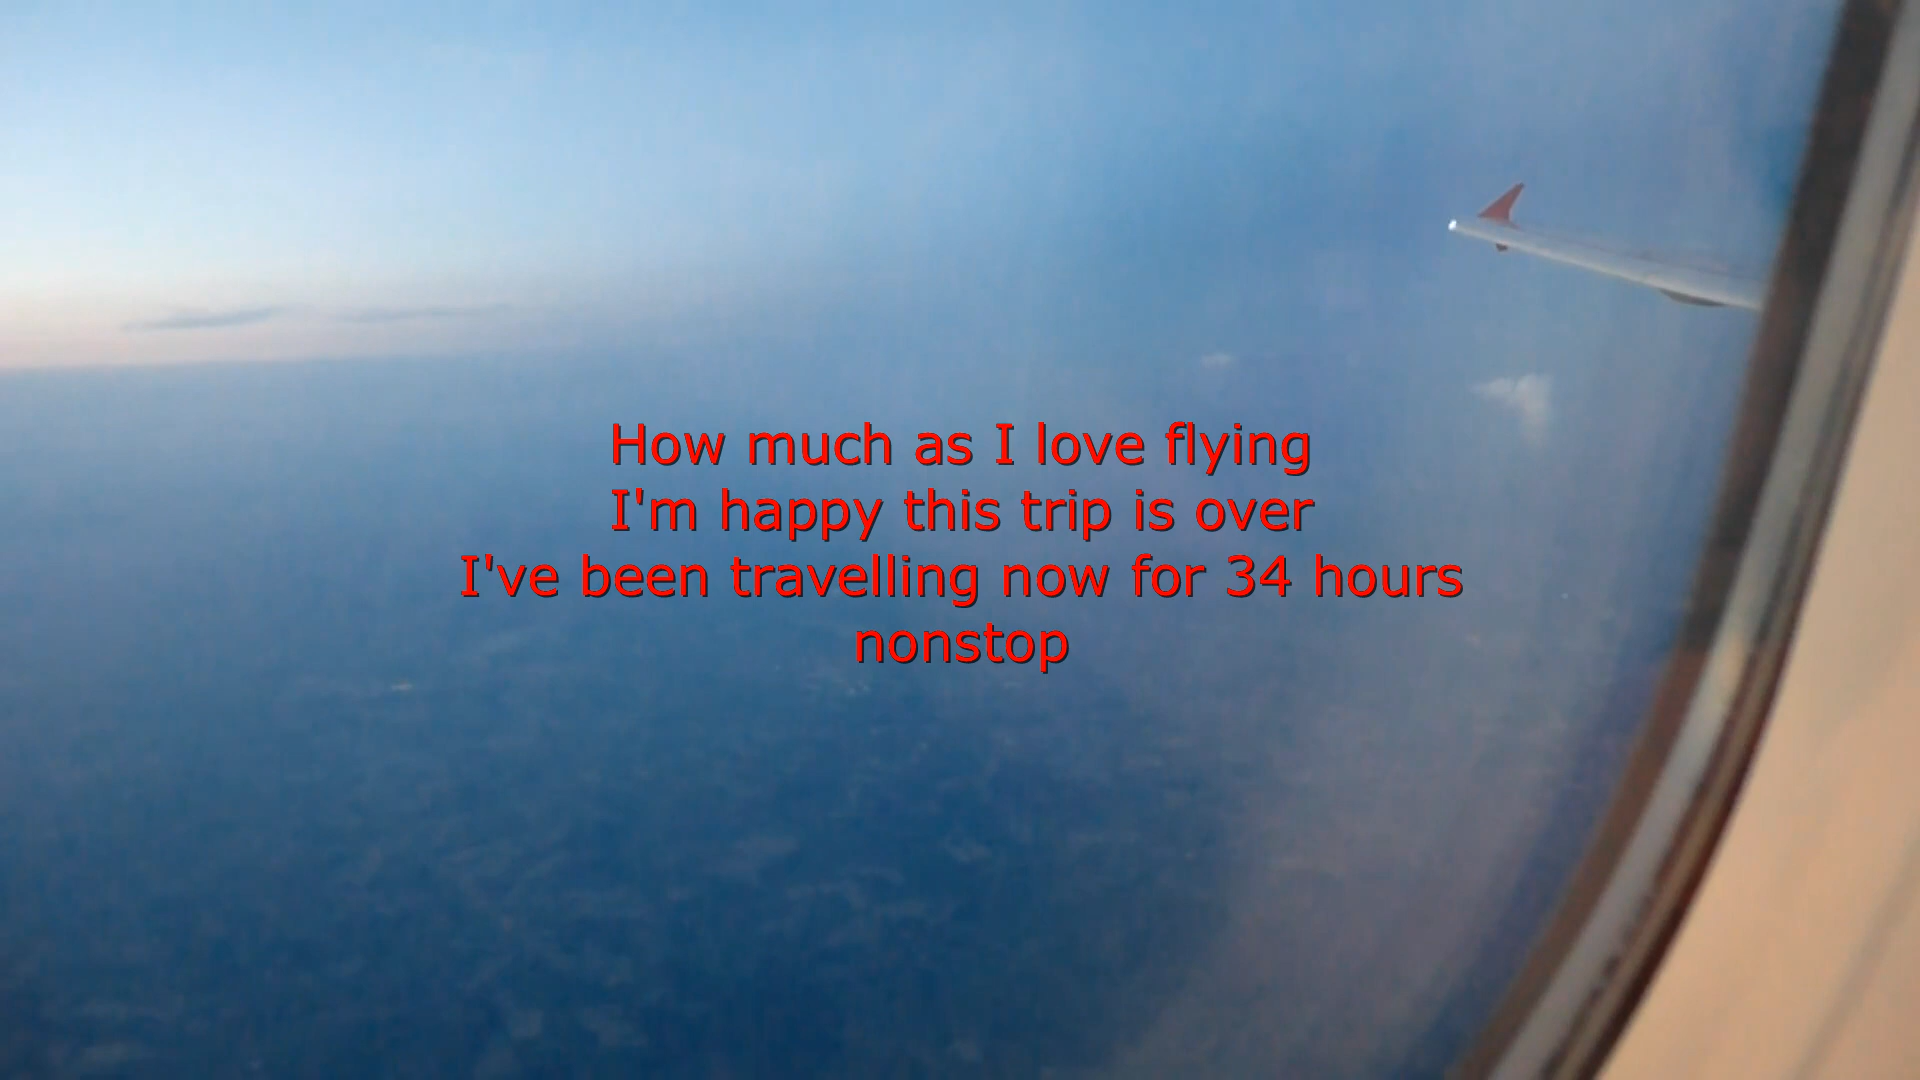 How much as I love flying
I'm happy this trip is over
I've been travelling now for 34 hours
nonstop